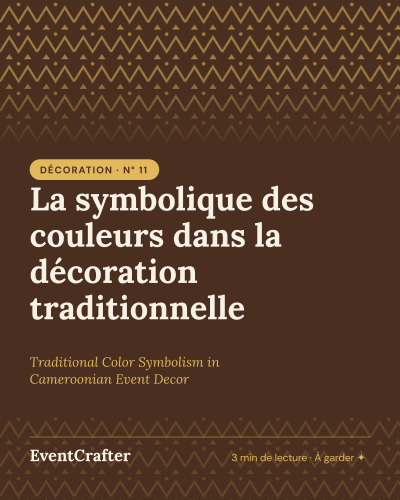 DÉCORATION · N° 11
La symbolique des
couleurs dans la
décoration
traditionnelle
Traditional Color Symbolism in
Cameroonian Event Decor
EventCrafter
3 min de lecture · À garder ✦